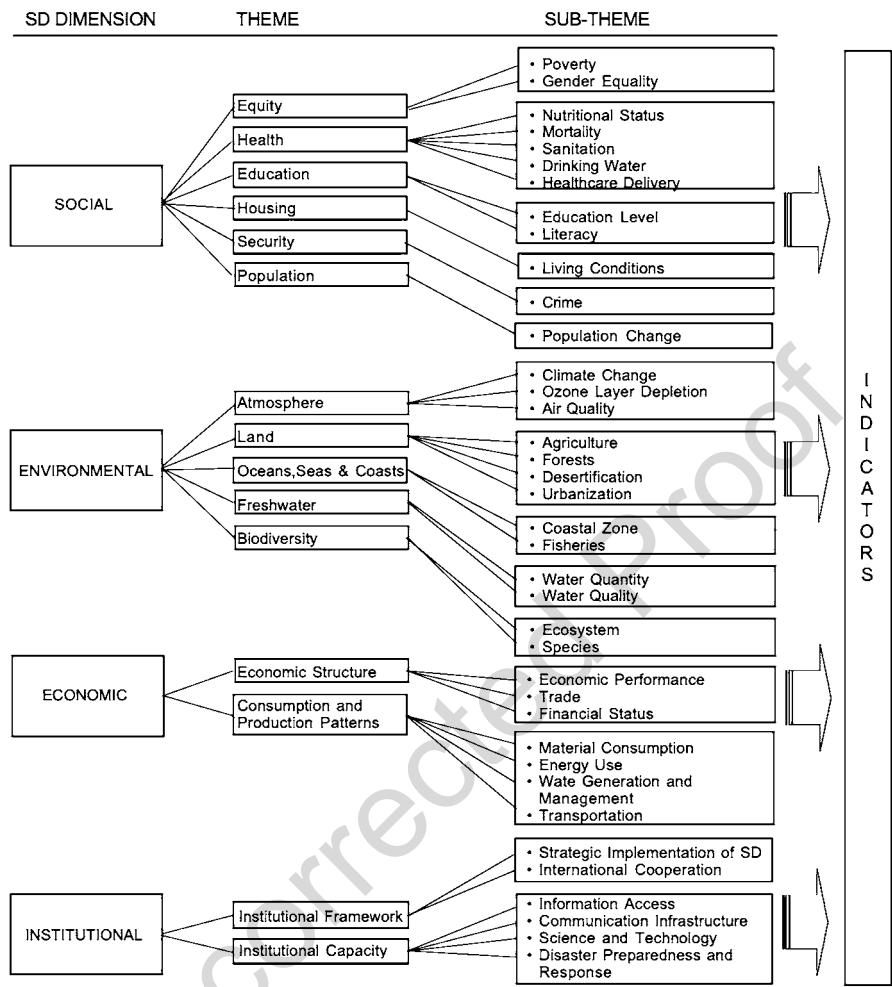 SD DIMENSION THEME SUB-THEME
SOCIAL
Equity
Health
Education
Housing
Security
Population
• Poverty
• Gender Equality
• Nutritional Status
• Mortality
• Sanitation
• Drinking Water
• Healthcare Delivery
• Education Level
• Literacy
• Living Conditions
• Crime
• Population Change
ENVIRONMENTAL
Atmosphere
Land
Oceans,Seas & Coasts
Freshwater
Biodiversity
• Climate Change
• Ozone Layer Depletion
• Air Quality
• Agriculture
• Forests
• Desertification
• Urbanization
• Coastal Zone
• Fisheries
• Water Quantity
• Water Quality
• Ecosystem
• Species
ECONOMIC
Economic Structure
Consumption and
Production Patterns
• Economic Performance
• Trade
• Financial Status
• Material Consumption
• Energy Use
• Wate Generation and
Management
• Transportation
INSTITUTIONAL
Institutional Framework
Institutional Capacity
• Strategic Implementation of SD
• International Cooperation
• Information Access
• Communication Infrastructure
• Science and Technology
• Disaster Preparedness and
Response
INDICATORS
corrected Proof